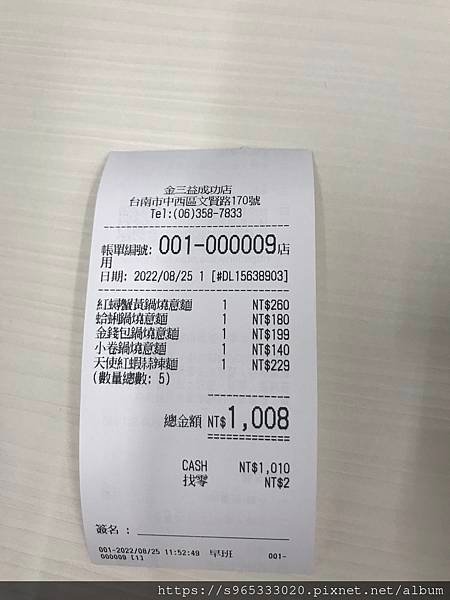 金三益成功店
台南市中西區文賢路170號
Tel:(06)358-7833
帳單編號: 001-000009店
用
日期: 2022/08/25 1 [#DL15638903]
紅蟳蟹黃鍋燒意麵 1 NT$260
蛤蜊鍋燒意麵 1 NT$180
金錢包鍋燒意麵 1 NT$199
小卷鍋燒意麵 1 NT$140
天使紅蝦蒜辣麵 1 NT$229
(數量總數: 5)
總金額 NT$1,008
CASH NT$1,010
找零 NT$2
簽名:
001-2022/08/25 11:52:49 早班 001-
000009 [1]
https://s965333020.pixnet.net/album